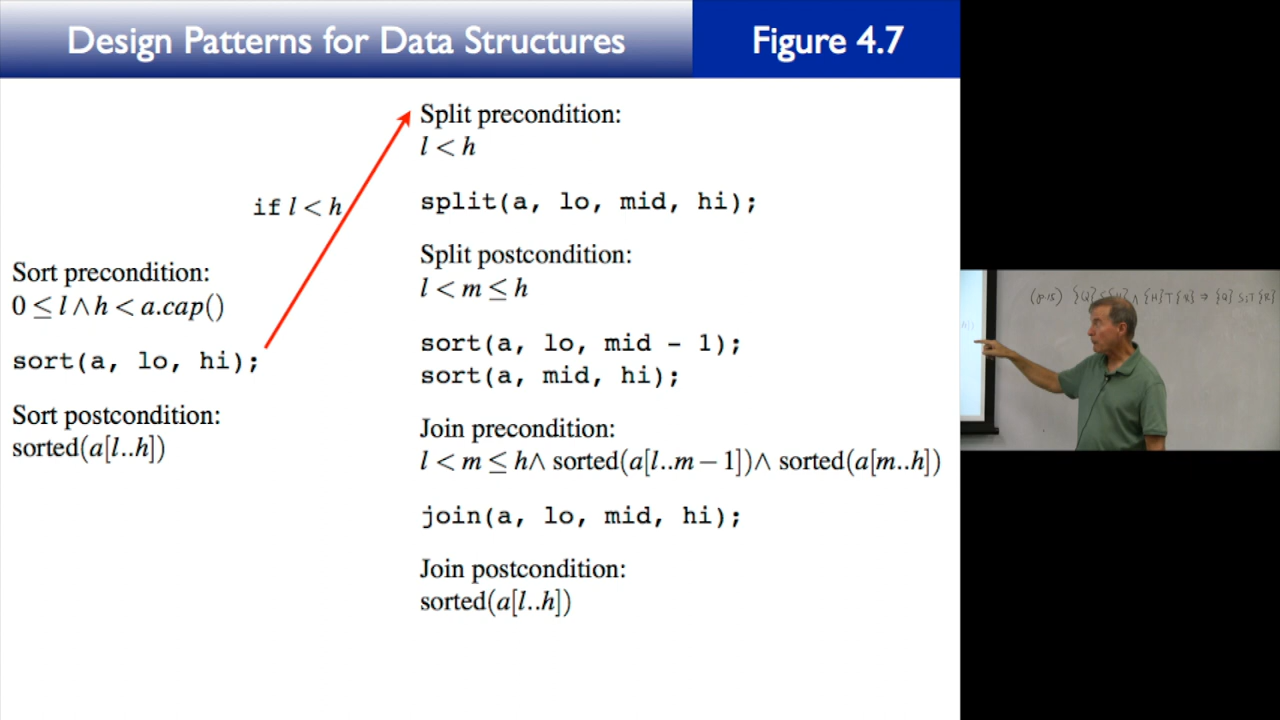 Design Patterns for Data Structures
Figure 4.7
Split precondition:
l < h
if l < h
split(a, lo, mid, hi);
Split postcondition:
l < m ≤ h
Sort precondition:
0 ≤ l ∧ h < a.cap()
sort(a, lo, hi);
Sort postcondition:
sorted(a[l..h])
sort(a, lo, mid - 1);
sort(a, mid, hi);
Join precondition:
l < m ≤ h ∧ sorted(a[l..m − 1]) ∧ sorted(a[m..h])
join(a, lo, mid, hi);
Join postcondition:
sorted(a[l..h])
∧ {H} T {R} ⇒ {Q} S;T {R}